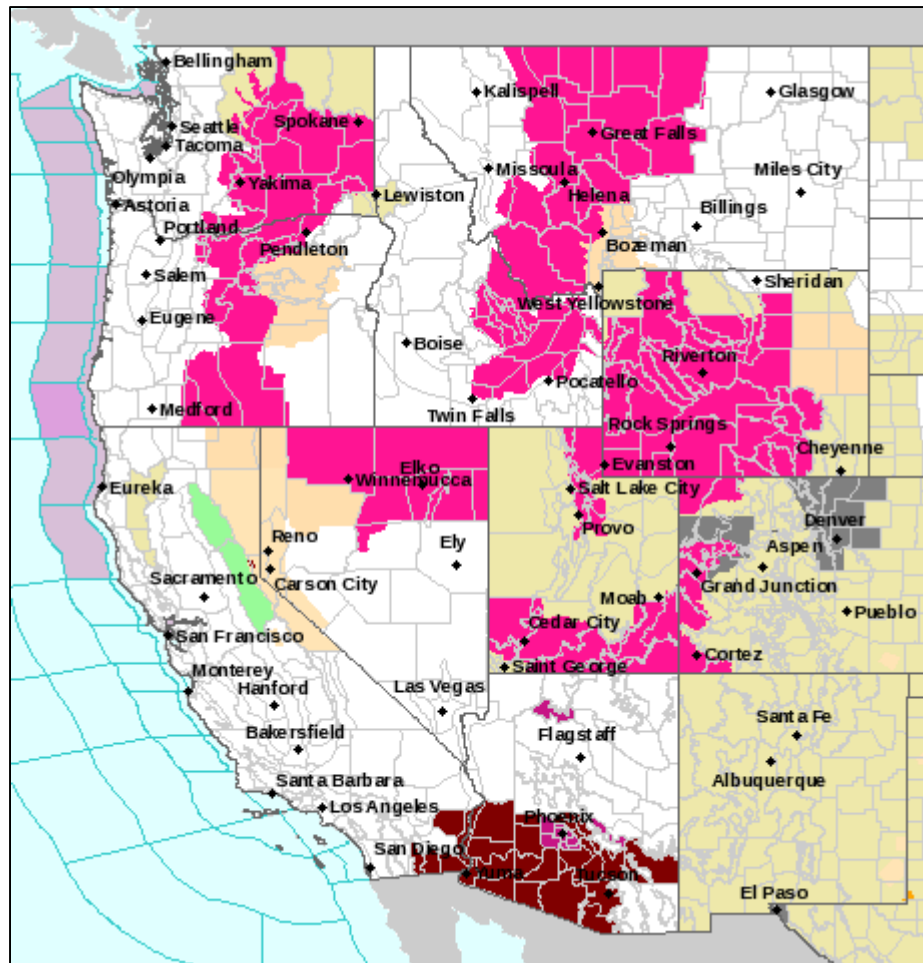 Bellingham
Kalispell
Glasgow
Seattle
Spokane
Great Falls
Tacoma
Olympia
Missoula
Miles City
Yakima
Helena
Lewiston
Astoria
Billings
Portland
Pendleton
Bozeman
Salem
Sheridan
West Yellowstone
Eugene
Boise
Riverton
Pocatello
Medford
Twin Falls
Rock Springs
Cheyenne
Elko
Evanston
Winnemucca
Eureka
Salt Lake City
Provo
Denver
Reno
Ely
Aspen
Carson City
Grand Junction
Sacramento
Moab
Pueblo
San Francisco
Cedar City
Cortez
Saint George
Monterey
Las Vegas
Hanford
Santa Fe
Flagstaff
Bakersfield
Albuquerque
Santa Barbara
Los Angeles
Phoenix
San Diego
Yuma
Tucson
El Paso